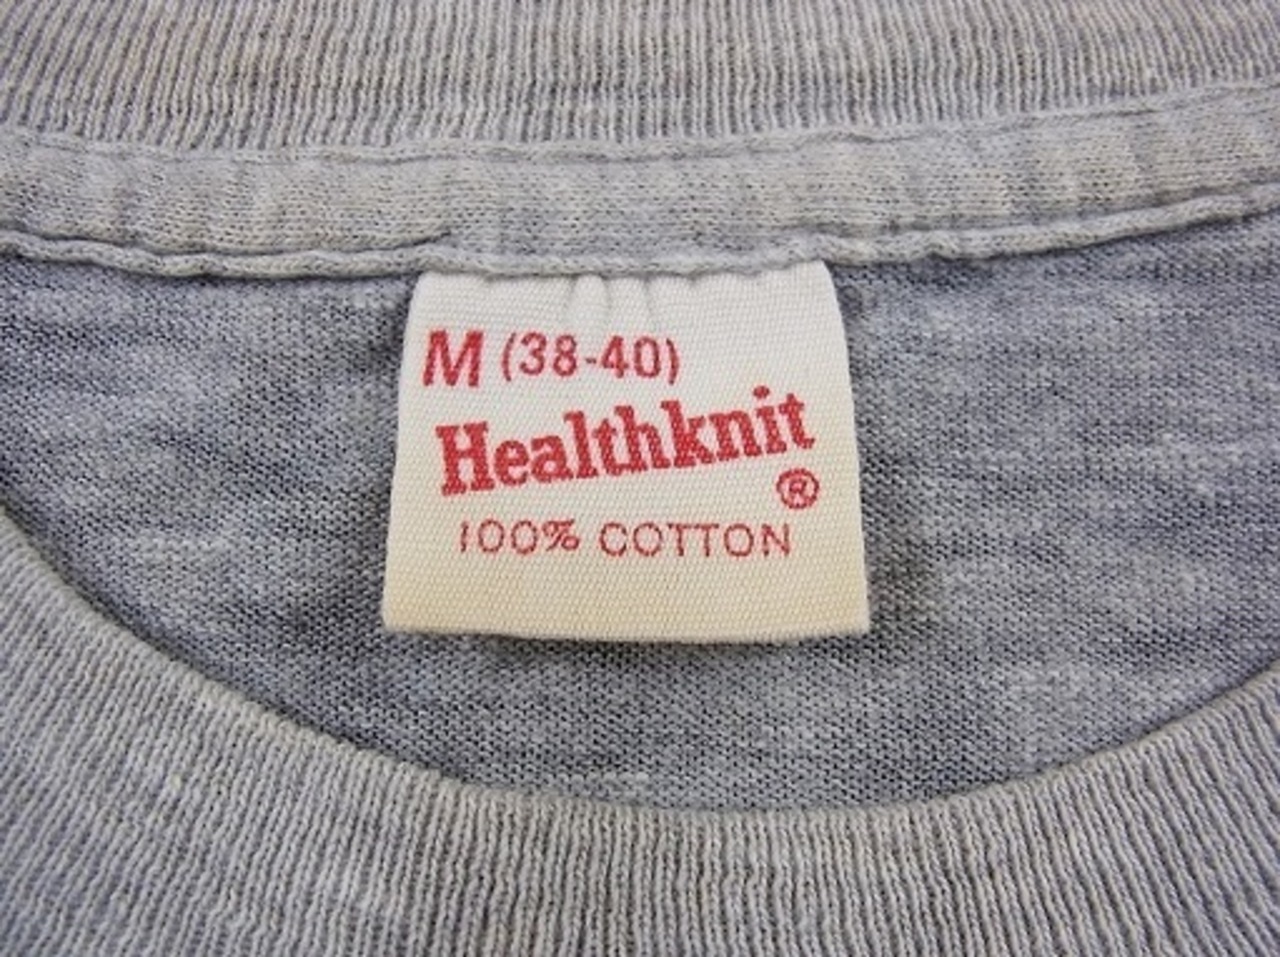 M (38-40)
Healthknit
®
100% COTTON